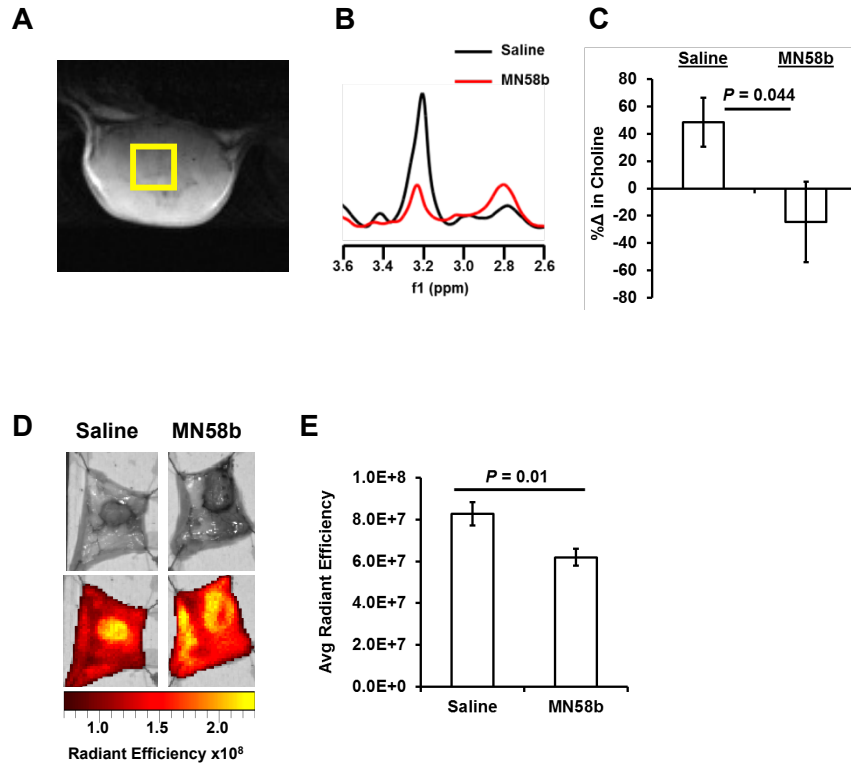 A
B
Saline
MN58b
3.6 3.4 3.2 3.0 2.8 2.6
f1 (ppm)
C
Saline MN58b
P = 0.044
%Δ in Choline
80
60
40
20
0
-20
-40
-60
-80
D
Saline MN58b
1.0 1.5 2.0
Radiant Efficiency x10⁸
E
P = 0.01
Avg Radiant Efficiency
1.0E+8
8.0E+7
6.0E+7
4.0E+7
2.0E+7
0.0E+0
Saline MN58b